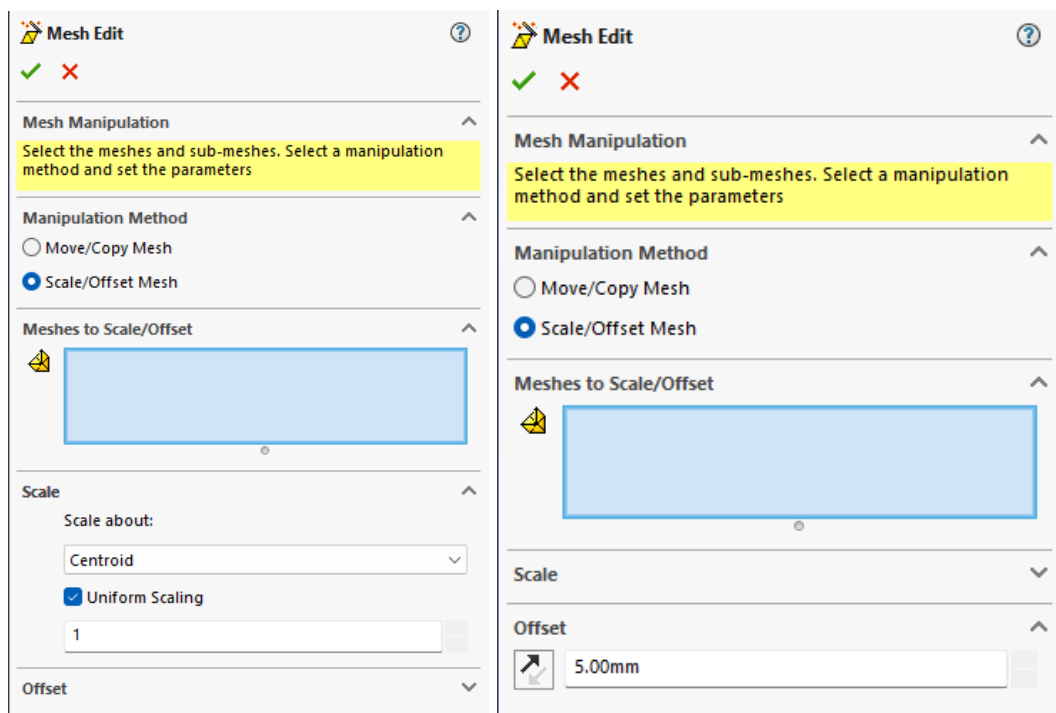 Mesh Edit
Mesh Manipulation
Select the meshes and sub-meshes. Select a manipulation
method and set the parameters
Manipulation Method
Move/Copy Mesh
Scale/Offset Mesh
Meshes to Scale/Offset
Scale
Scale about:
Centroid
Uniform Scaling
1
Offset
Mesh Edit
Mesh Manipulation
Select the meshes and sub-meshes. Select a manipulation
method and set the parameters
Manipulation Method
Move/Copy Mesh
Scale/Offset Mesh
Meshes to Scale/Offset
Scale
Offset
5.00mm